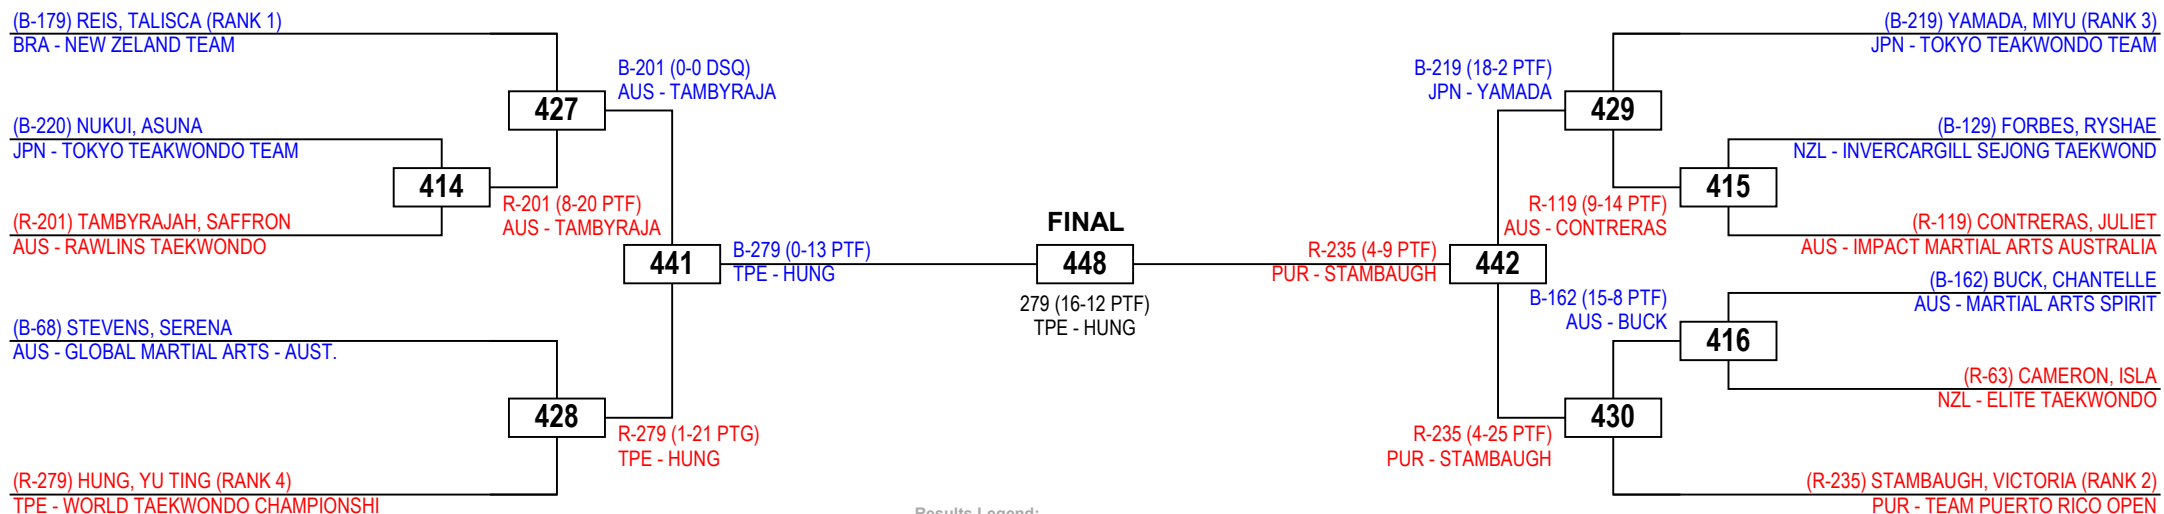 (B-179) REIS, TALISCA (RANK 1)
BRA - NEW ZELAND TEAM
(B-220) NUKUI, ASUNA
JPN - TOKYO TEAKWONDO TEAM
(R-201) TAMBYRAJAH, SAFFRON
AUS - RAWLINS TAEKWONDO
(B-68) STEVENS, SERENA
AUS - GLOBAL MARTIAL ARTS - AUST.
(R-279) HUNG, YU TING (RANK 4)
TPE - WORLD TAEKWONDO CHAMPIONSHI
414
R-201 (8-20 PTF)
AUS - TAMBYRAJA
427
B-201 (0-0 DSQ)
AUS - TAMBYRAJA
428
R-279 (1-21 PTG)
TPE - HUNG
441
B-279 (0-13 PTF)
TPE - HUNG
FINAL
448
279 (16-12 PTF)
TPE - HUNG
R-235 (4-9 PTF)
PUR - STAMBAUGH
442
B-219 (18-2 PTF)
JPN - YAMADA
429
R-119 (9-14 PTF)
AUS - CONTRERAS
415
B-162 (15-8 PTF)
AUS - BUCK
416
R-235 (4-25 PTF)
PUR - STAMBAUGH
430
(B-219) YAMADA, MIYU (RANK 3)
JPN - TOKYO TEAKWONDO TEAM
(B-129) FORBES, RYSHAE
NZL - INVERCARGILL SEJONG TAEKWOND
(R-119) CONTRERAS, JULIET
AUS - IMPACT MARTIAL ARTS AUSTRALIA
(B-162) BUCK, CHANTELLE
AUS - MARTIAL ARTS SPIRIT
(R-63) CAMERON, ISLA
NZL - ELITE TAEKWONDO
(R-235) STAMBAUGH, VICTORIA (RANK 2)
PUR - TEAM PUERTO RICO OPEN
Results Legend: